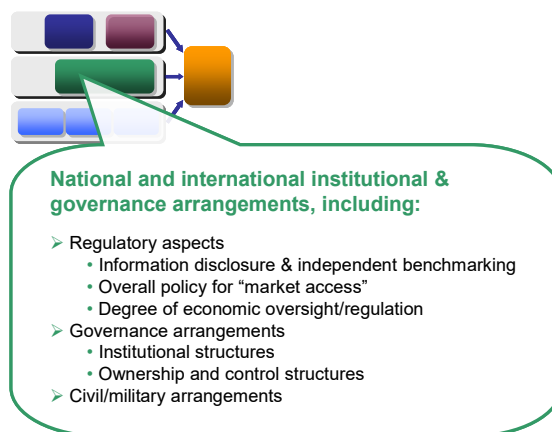 National and international institutional &
governance arrangements, including:
➢ Regulatory aspects
• Information disclosure & independent benchmarking
• Overall policy for “market access”
• Degree of economic oversight/regulation
➢ Governance arrangements
• Institutional structures
• Ownership and control structures
➢ Civil/military arrangements